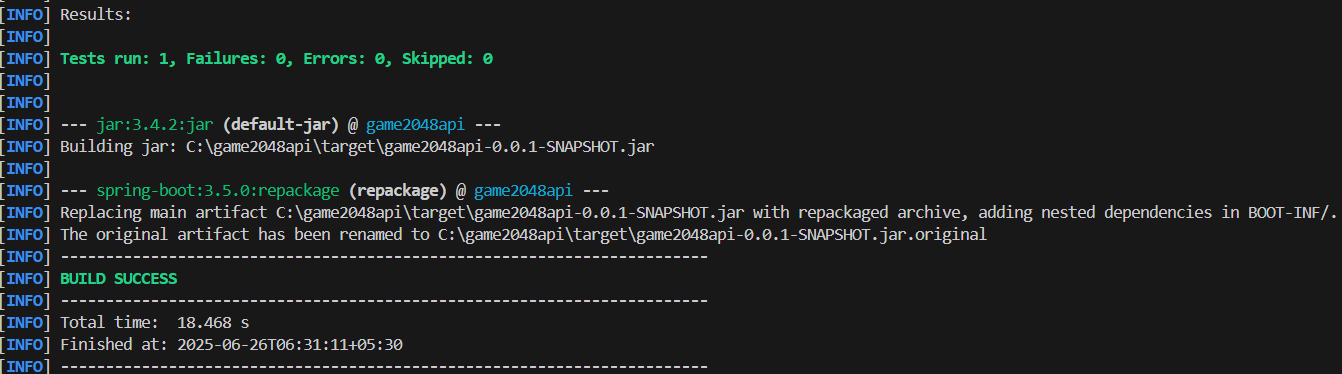 [INFO] Results:
[INFO]
[INFO] Tests run: 1, Failures: 0, Errors: 0, Skipped: 0
[INFO]
[INFO]
[INFO] --- jar:3.4.2:jar (default-jar) @ game2048api ---
[INFO] Building jar: C:\game2048api\target\game2048api-0.0.1-SNAPSHOT.jar
[INFO]
[INFO] --- spring-boot:3.5.0:repackage (repackage) @ game2048api ---
[INFO] Replacing main artifact C:\game2048api\target\game2048api-0.0.1-SNAPSHOT.jar with repackaged archive, adding nested dependencies in BOOT-INF/.
[INFO] The original artifact has been renamed to C:\game2048api\target\game2048api-0.0.1-SNAPSHOT.jar.original
[INFO] ------------------------------------------------------------------------
[INFO] BUILD SUCCESS
[INFO] ------------------------------------------------------------------------
[INFO] Total time:  18.468 s
[INFO] Finished at: 2025-06-26T06:31:11+05:30
[INFO] ------------------------------------------------------------------------